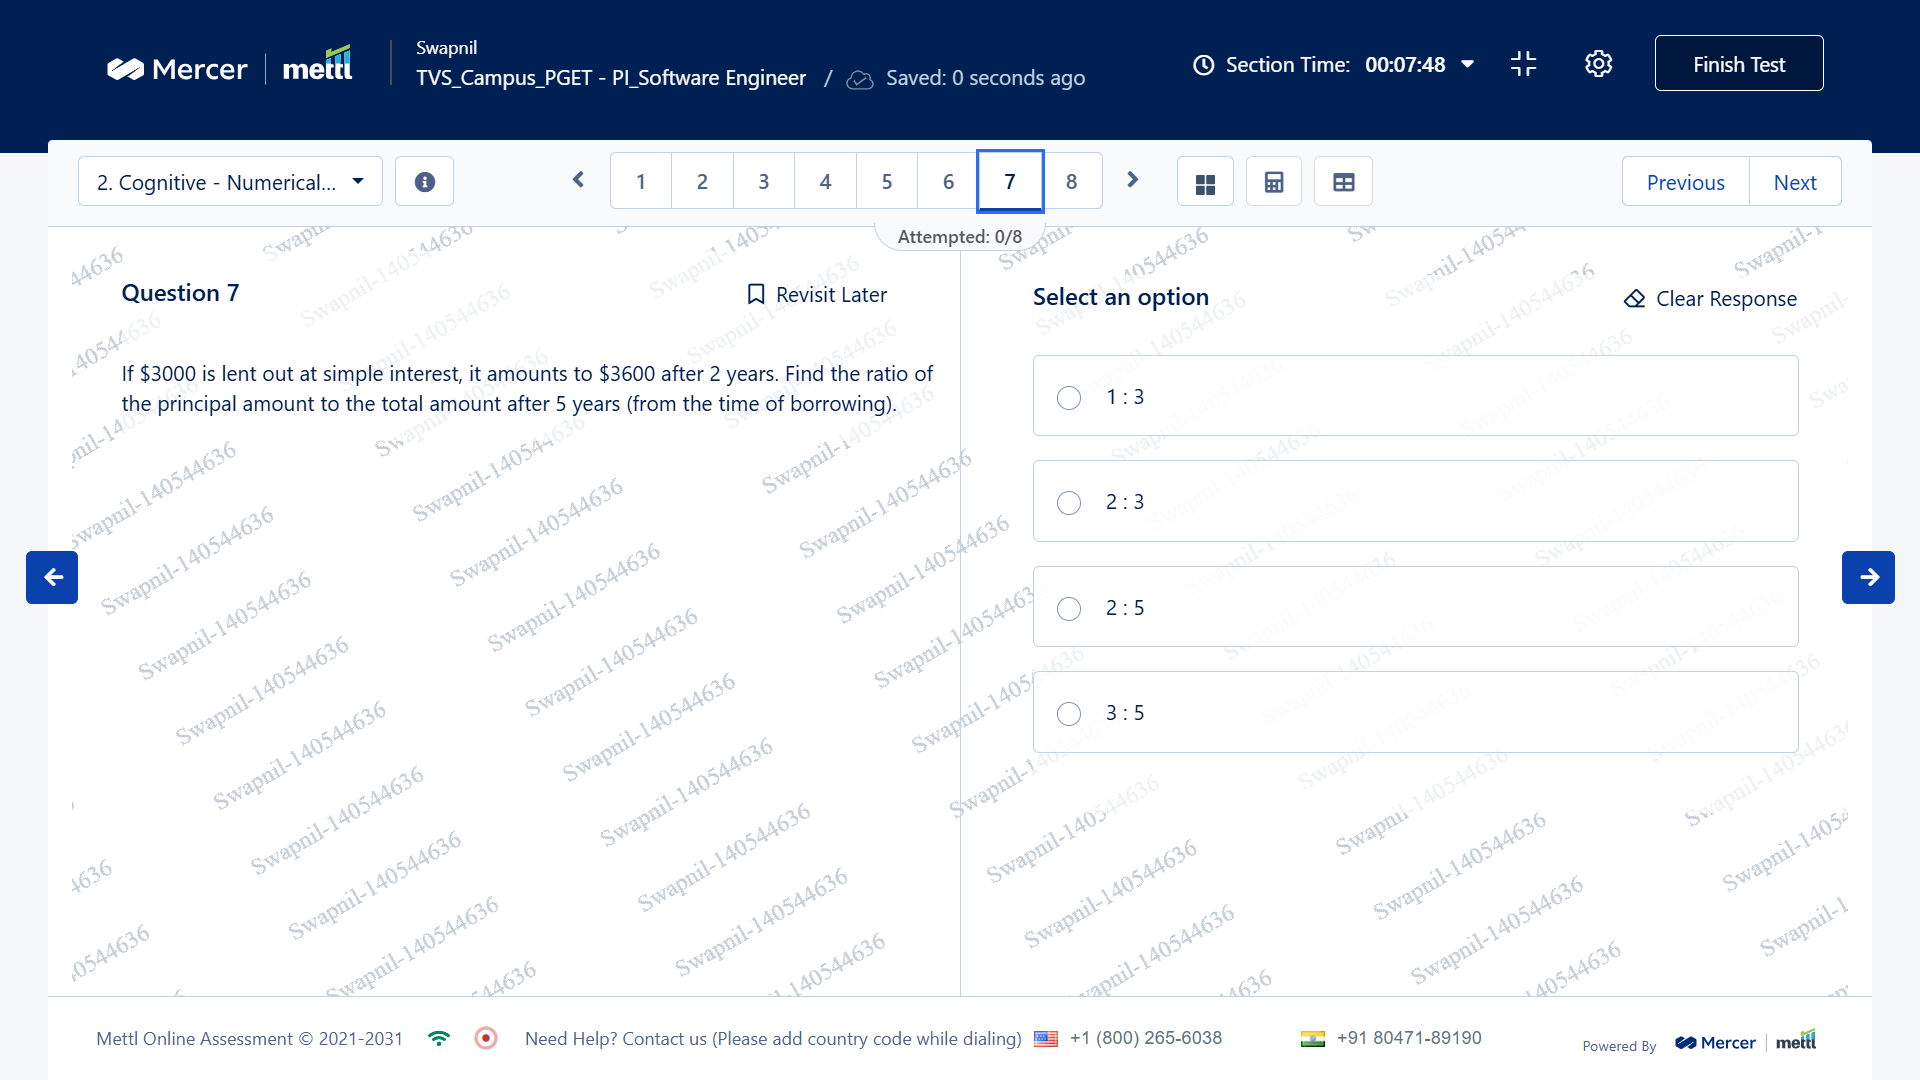 Mercer | mettl
Swapnil
TVS_Campus_PGET - PI_Software Engineer / Saved: 0 seconds ago
Section Time: 00:07:48
Finish Test
2. Cognitive - Numerical...
1 2 3 4 5 6 7 8
Previous Next
Attempted: 0/8
Question 7
Revisit Later
If $3000 is lent out at simple interest, it amounts to $3600 after 2 years. Find the ratio of
the principal amount to the total amount after 5 years (from the time of borrowing).
Select an option
Clear Response
1 : 3
2 : 3
2 : 5
3 : 5
Swapnil-140544636
Mettl Online Assessment © 2021-2031
Need Help? Contact us (Please add country code while dialing)
+1 (800) 265-6038
+91 80471-89190
Powered By
Mercer | mettl